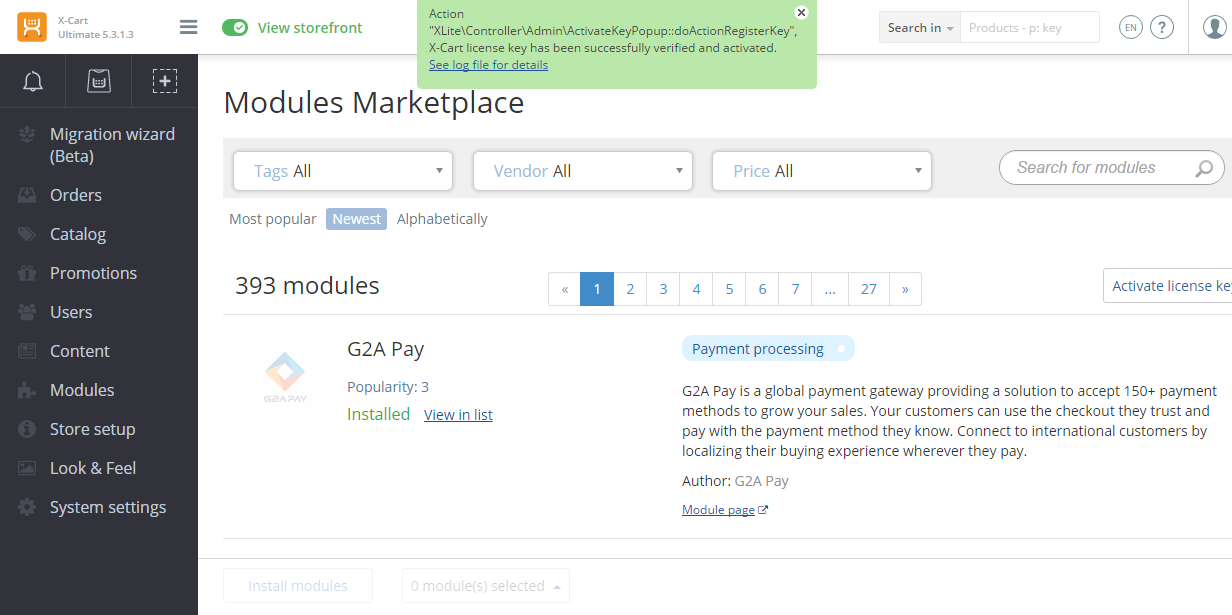 X-Cart
Ultimate 5.3.1.3
View storefront
Action
"XLite\Controller\Admin\ActivateKeyPopup::doActionRegisterKey",
X-Cart license key has been successfully verified and activated.
See log file for details
Search in
Products - p: key
EN
?
Migration wizard
(Beta)
Orders
Catalog
Promotions
Users
Content
Modules
Store setup
Look & Feel
System settings
Modules Marketplace
Tags All
Vendor All
Price All
Search for modules
Most popular Newest Alphabetically
393 modules
« 1 2 3 4 5 6 7 ... 27 »
Activate license ke
G2A PAY
G2A Pay
Popularity: 3
Installed View in list
Payment processing
G2A Pay is a global payment gateway providing a solution to accept 150+ payment
methods to grow your sales. Your customers can use the checkout they trust and
pay with the payment method they know. Connect to international customers by
localizing their buying experience wherever they pay.
Author: G2A Pay
Module page
Install modules
0 module(s) selected